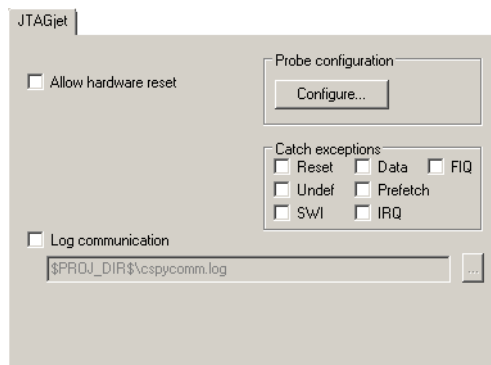 JTAGjet
Probe configuration
Allow hardware reset
Configure...
Catch exceptions
Reset Data FIQ
Undef Prefetch
SWI IRQ
Log communication
$PROJ_DIR$\cspycomm.log
...